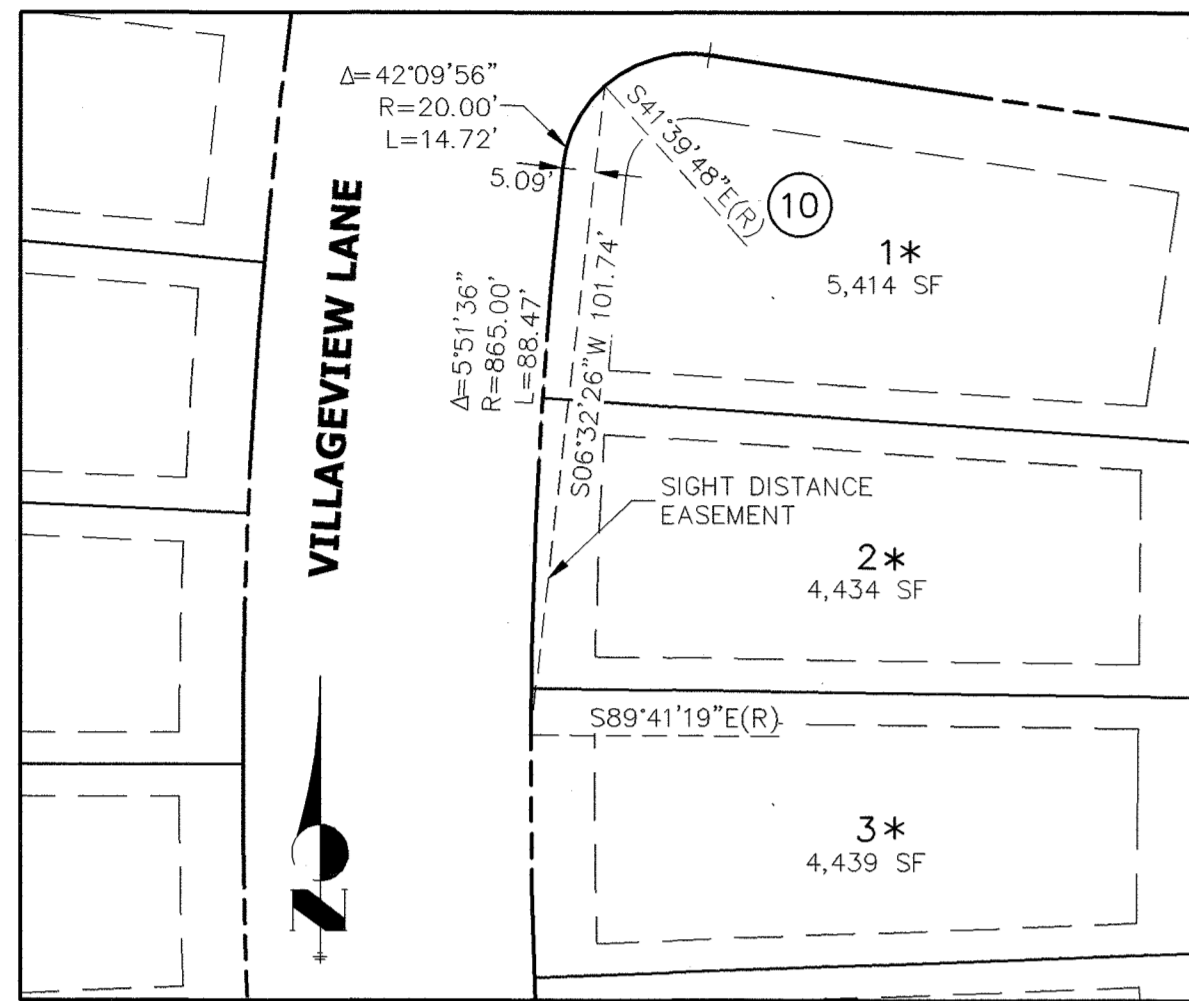 Δ=42°09'56"
R=20.00'
L=14.72'
5.09'
S41°39'48"E(R)
10
1*
5,414 SF
VILLAGEVIEW LANE
Δ=5°51'36"
R=865.00'
L=88.47'
S06°32'26"W 101.74'
SIGHT DISTANCE
EASEMENT
2*
4,434 SF
S89°41'19"E(R)
3*
4,439 SF
N